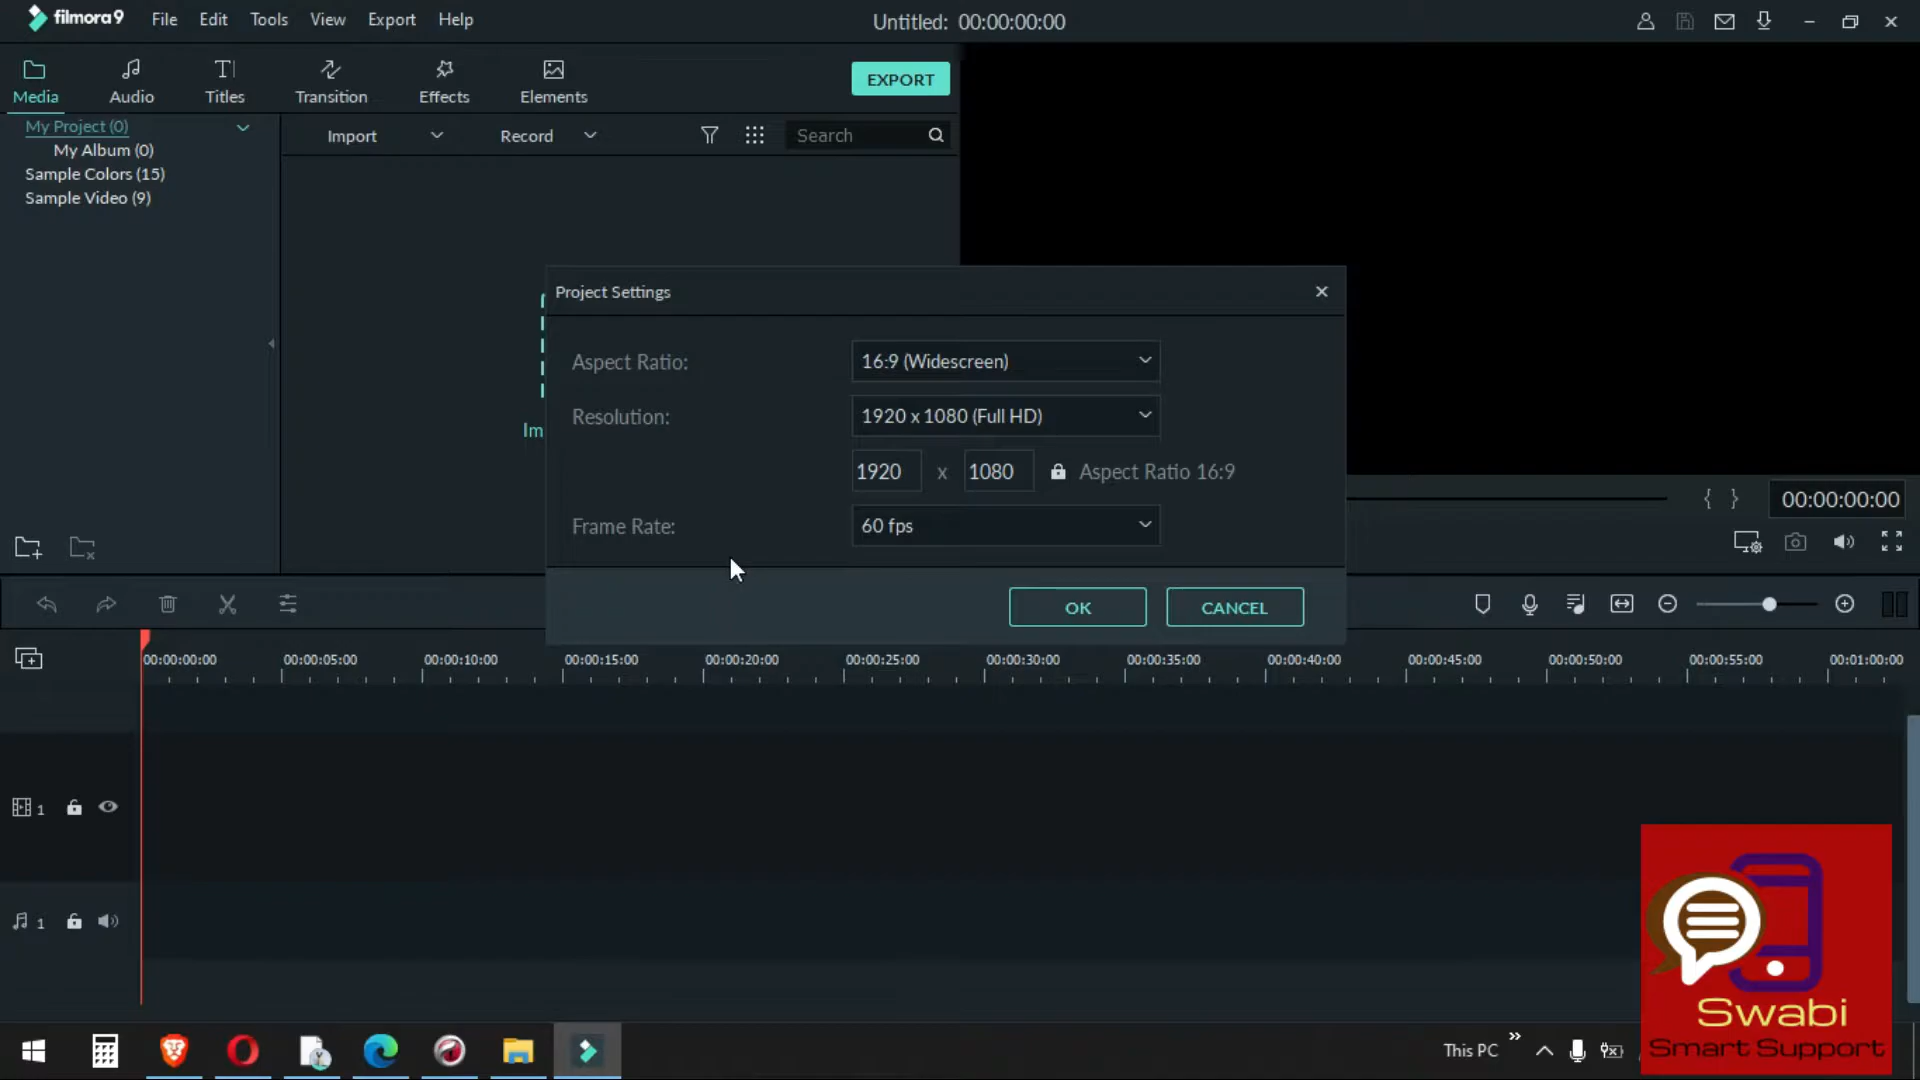 filmora9
File Edit Tools View Export Help
Untitled: 00:00:00:00
Media
Audio
Titles
Transition
Effects
Elements
EXPORT
My Project (0)
My Album (0)
Sample Colors (15)
Sample Video (9)
Import
Record
Search
Im
Project Settings
Aspect Ratio:
16:9 (Widescreen)
Resolution:
1920 x 1080 (Full HD)
1920 x 1080 Aspect Ratio 16:9
Frame Rate:
60 fps
OK
CANCEL
{ }
00:00:00:00
00:00:00:00 00:00:05:00 00:00:10:00 00:00:15:00 00:00:20:00 00:00:25:00 00:00:30:00 00:00:35:00 00:00:40:00 00:00:45:00 00:00:50:00 00:00:55:00 00:01:00:00
1
1
This PC
Swabi
Smart Support